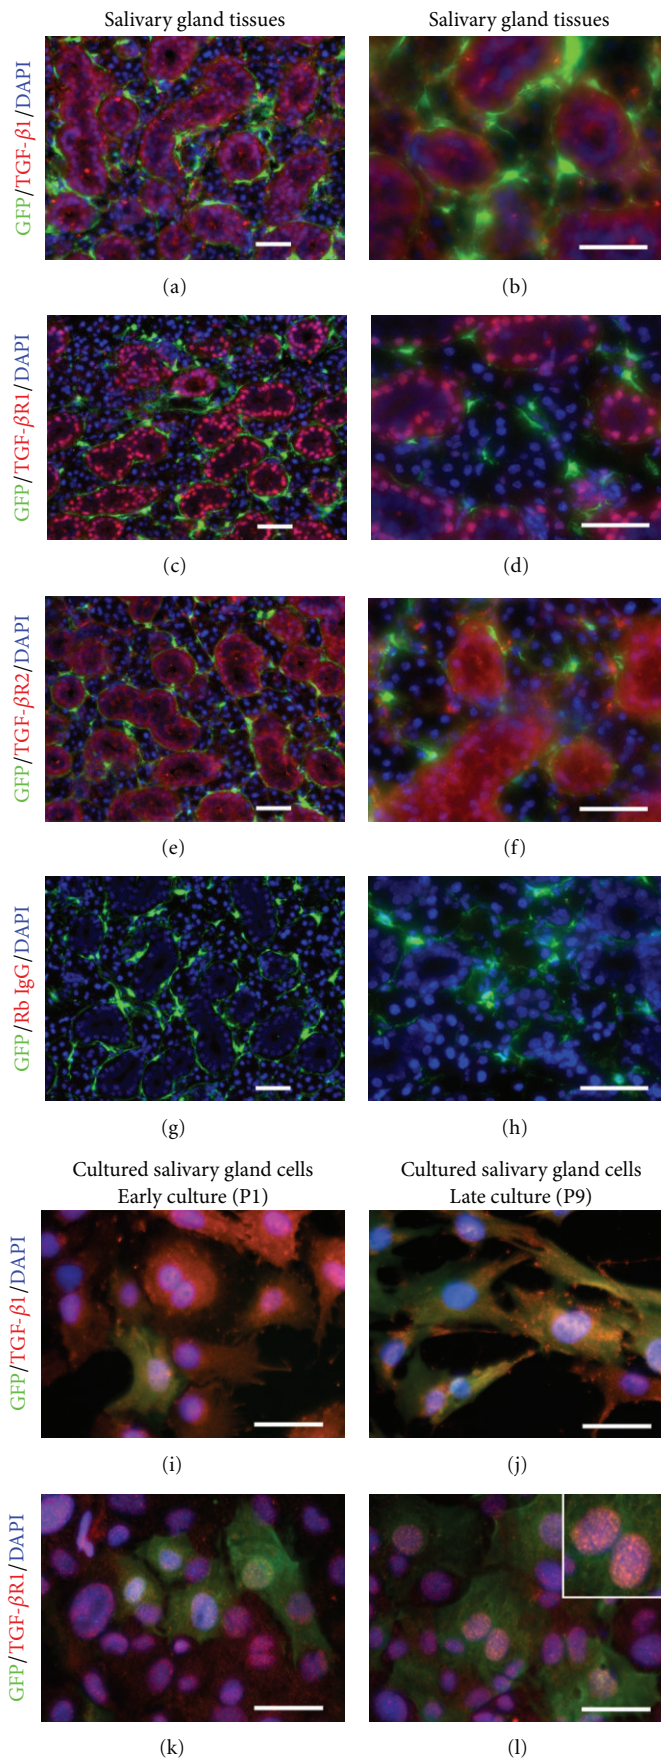 Salivary gland tissues
Salivary gland tissues
GFP/TGF-β1/DAPI
(a)
(b)
GFP/TGF-βR1/DAPI
(c)
(d)
GFP/TGF-βR2/DAPI
(e)
(f)
GFP/Rb IgG/DAPI
(g)
(h)
Cultured salivary gland cells
Early culture (P1)
Cultured salivary gland cells
Late culture (P9)
GFP/TGF-β1/DAPI
(i)
(j)
GFP/TGF-βR1/DAPI
(k)
(l)